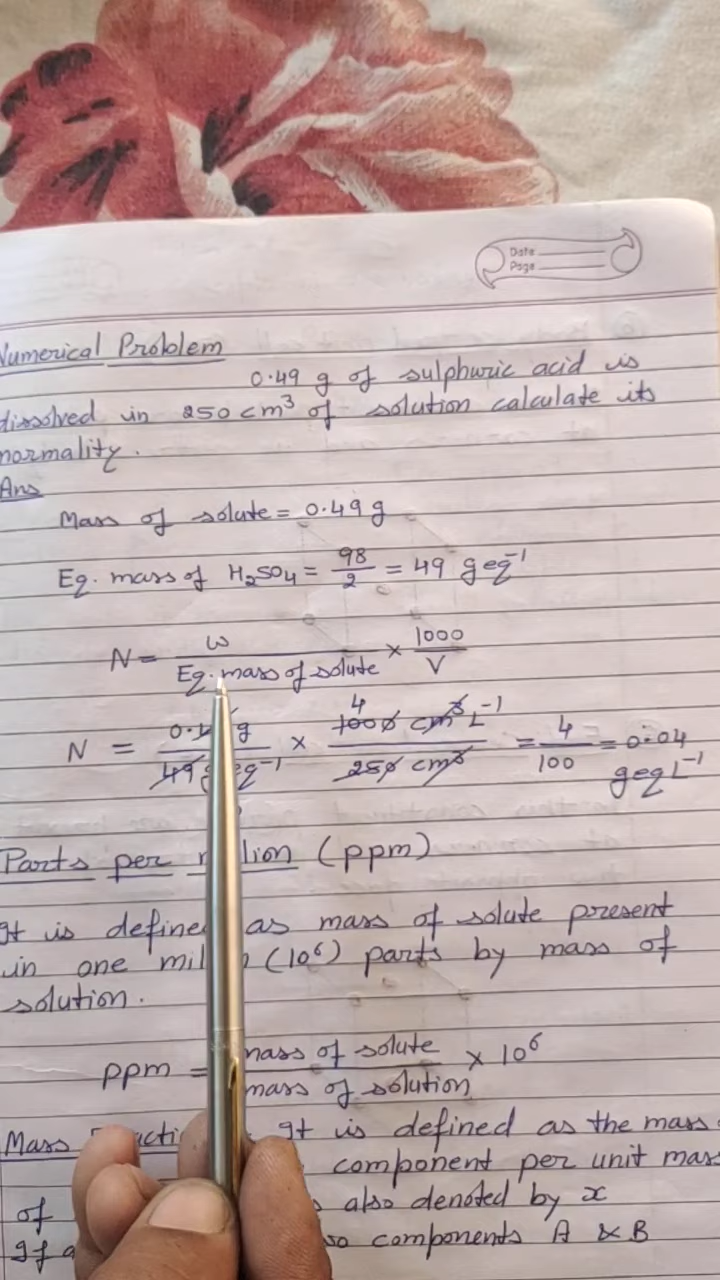 Date
Page
Numerical Problem
0.49 g of sulphuric acid is
dissolved in 250 cm³ of solution calculate its
normality.
Ans
Mass of solute = 0.49 g
Eq. mass of H₂SO₄ = 98/2 = 49 g eq⁻¹
N = w/Eq. mass of solute × 1000/V
N = g/49 g eq⁻¹ × 4 1000 cm³ L⁻¹/250 cm³ = 4/100 = 0.04
g eq L⁻¹
Parts per (ppm)
It is as mass of solute present
in one (10⁶) parts by mass of
solution.
ppm = mass of solute/mass of solution × 10⁶
Mass It is defined as the mass
component per unit mass
of also denoted by x
If components A & B